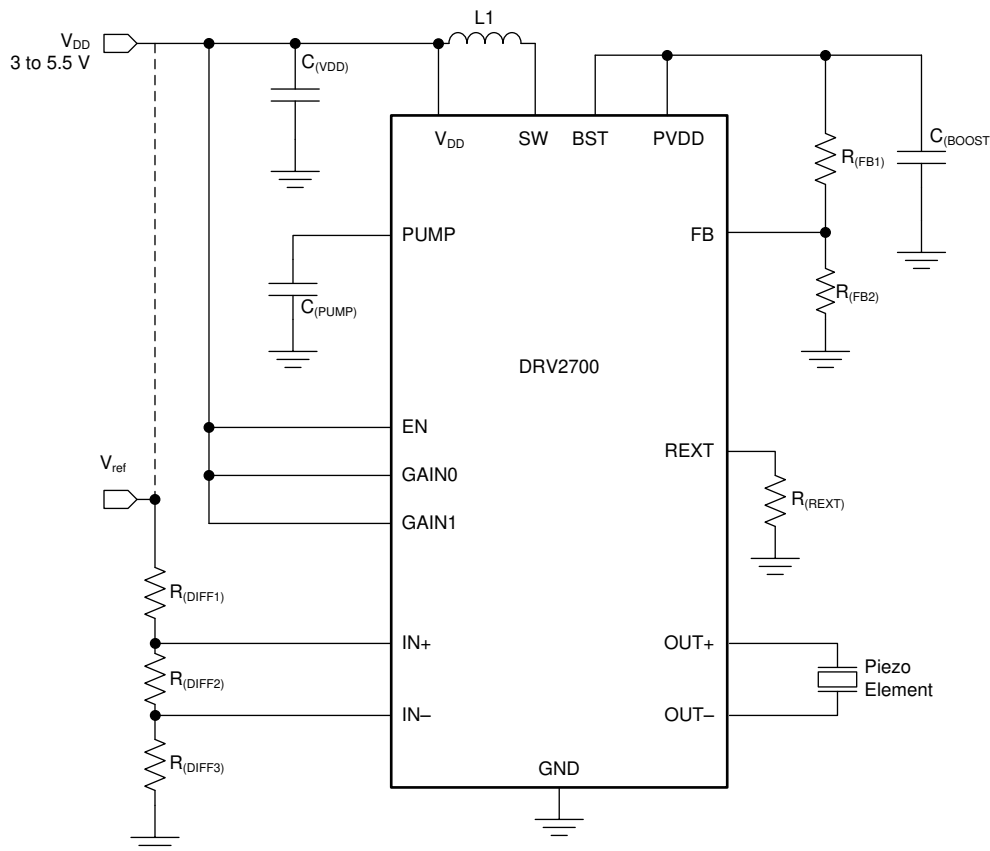 L1
VDD
3 to 5.5 V
C(VDD)
VDD
SW
BST
PVDD
R(FB1)
C(BOOST
PUMP
FB
C(PUMP)
R(FB2)
DRV2700
EN
REXT
Vref
GAIN0
R(REXT)
GAIN1
R(DIFF1)
IN+
OUT+
R(DIFF2)
Piezo
Element
IN–
OUT–
R(DIFF3)
GND